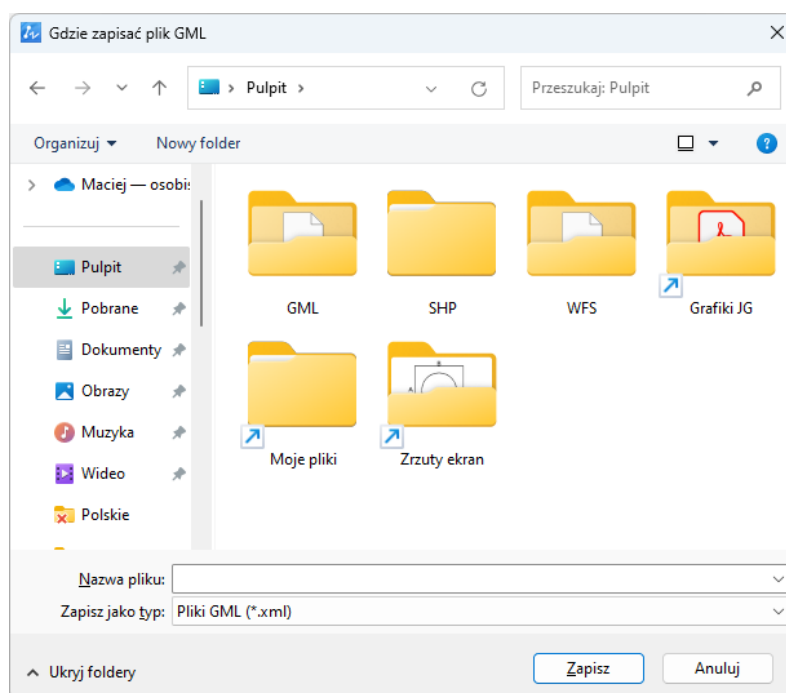 Gdzie zapisać plik GML
Pulpit
Przeszukaj: Pulpit
Organizuj
Nowy folder
Maciej — osobi
Pulpit
Pobrane
Dokumenty
Obrazy
Muzyka
Wideo
Polskie
GML
SHP
WFS
Grafiki JG
Moje pliki
Zrzuty ekran
Nazwa pliku:
Zapisz jako typ: Pliki GML (*.xml)
Ukryj foldery
Zapisz
Anuluj